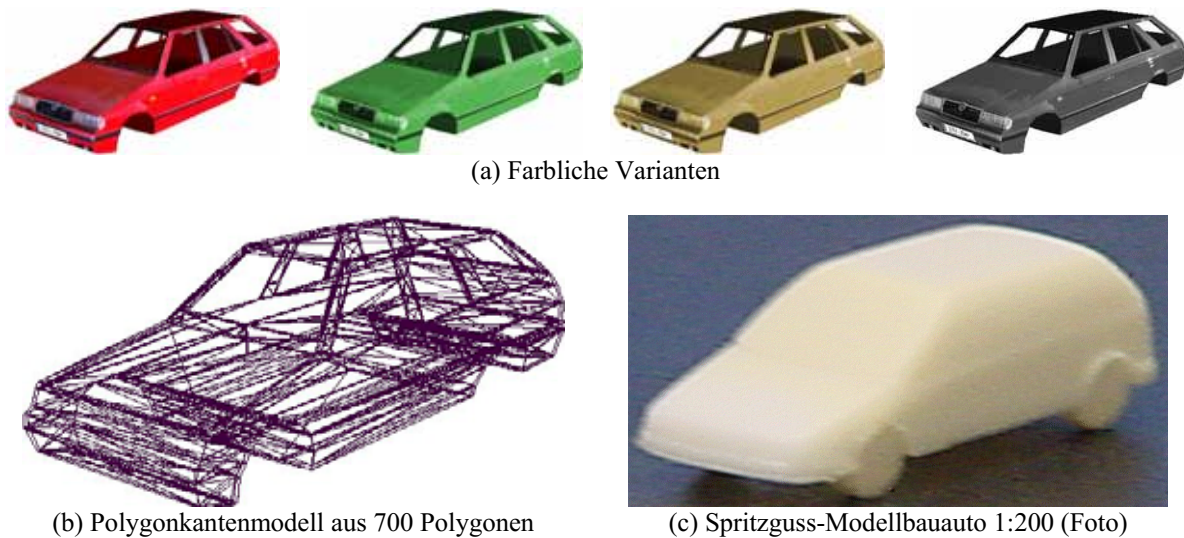 (a) Farbliche Varianten
(b) Polygonkantenmodell aus 700 Polygonen
(c) Spritzguss-Modellbauauto 1:200 (Foto)